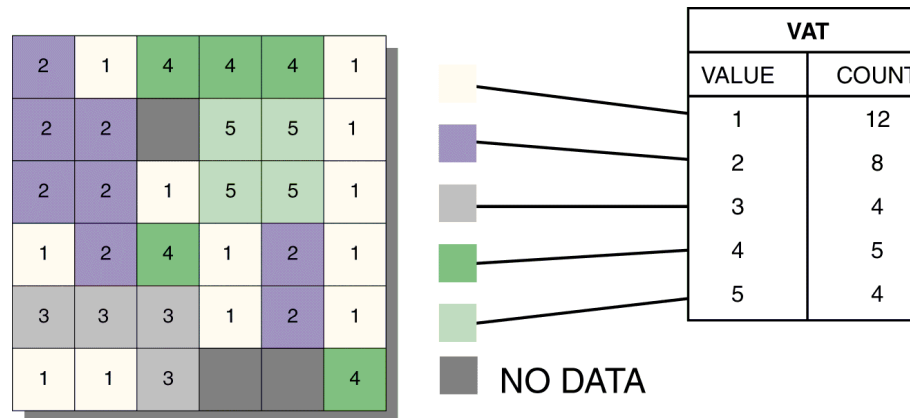 2 1 4 4 4 1
2 2 5 5 1
2 2 1 5 5 1
1 2 4 1 2 1
3 3 3 1 2 1
1 1 3 4
VAT
VALUE COUNT
1 12
2 8
3 4
4 5
5 4
NO DATA